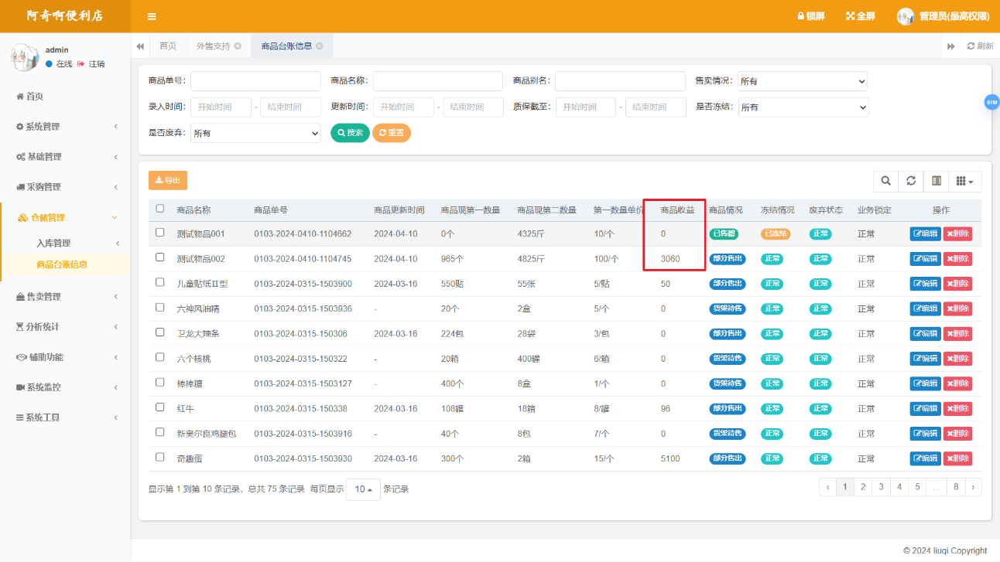 阿奇啊便利店
锁屏 全屏 管理员(最高权限)
admin
在线 注销
首页 外售支持 商品台账信息 刷新
首页
系统管理
基础管理
采购管理
仓储管理
入库管理
商品台账信息
售卖管理
分析统计
辅助功能
系统监控
系统工具
商品单号： 商品名称： 商品别名： 售卖情况： 所有
录入时间： 开始时间 - 结束时间 更新时间： 开始时间 - 结束时间 质保截至： 开始时间 - 结束时间 是否冻结： 所有
61M
是否废弃： 所有 搜索 重置
导出
商品名称 商品单号 商品更新时间 商品现第一数量 商品现第二数量 第一数量单价 商品收益 商品情况 冻结情况 废弃状态 业务锁定 操作
测试物品001 0103-2024-0410-1104662 2024-04-10 0个 4325斤 10/个 0 已售罄 已冻结 正常 正常 编辑 删除
测试物品002 0103-2024-0410-1104745 2024-04-10 965个 4825斤 100/个 3060 部分售出 正常 正常 正常 编辑 删除
儿童贴纸II型 0103-2024-0315-1503900 2024-03-16 550贴 55张 5/贴 50 部分售出 正常 正常 正常 编辑 删除
六神风油精 0103-2024-0315-1503936 - 20个 2盒 5/个 0 货架待售 正常 正常 正常 编辑 删除
卫龙大辣条 0103-2024-0315-150306 2024-03-16 224包 28袋 3/包 0 部分售出 正常 正常 正常 编辑 删除
六个核桃 0103-2024-0315-150322 - 20箱 400罐 6/箱 0 货架待售 正常 正常 正常 编辑 删除
棒棒糖 0103-2024-0315-1503127 - 400个 8盒 1/个 0 货架待售 正常 正常 正常 编辑 删除
红牛 0103-2024-0315-150338 2024-03-16 108罐 18箱 8/罐 96 部分售出 正常 正常 正常 编辑 删除
新奥尔良鸡腿包 0103-2024-0315-1503916 - 40个 8包 7/个 0 货架待售 正常 正常 正常 编辑 删除
奇趣蛋 0103-2024-0315-1503930 2024-03-16 300个 2箱 15/个 5100 部分售出 正常 正常 正常 编辑 删除
显示第 1 到第 10 条记录，总共 75 条记录 每页显示 10 条记录 ‹ 1 2 3 4 5 ... 8 ›
© 2024 liuqi Copyright